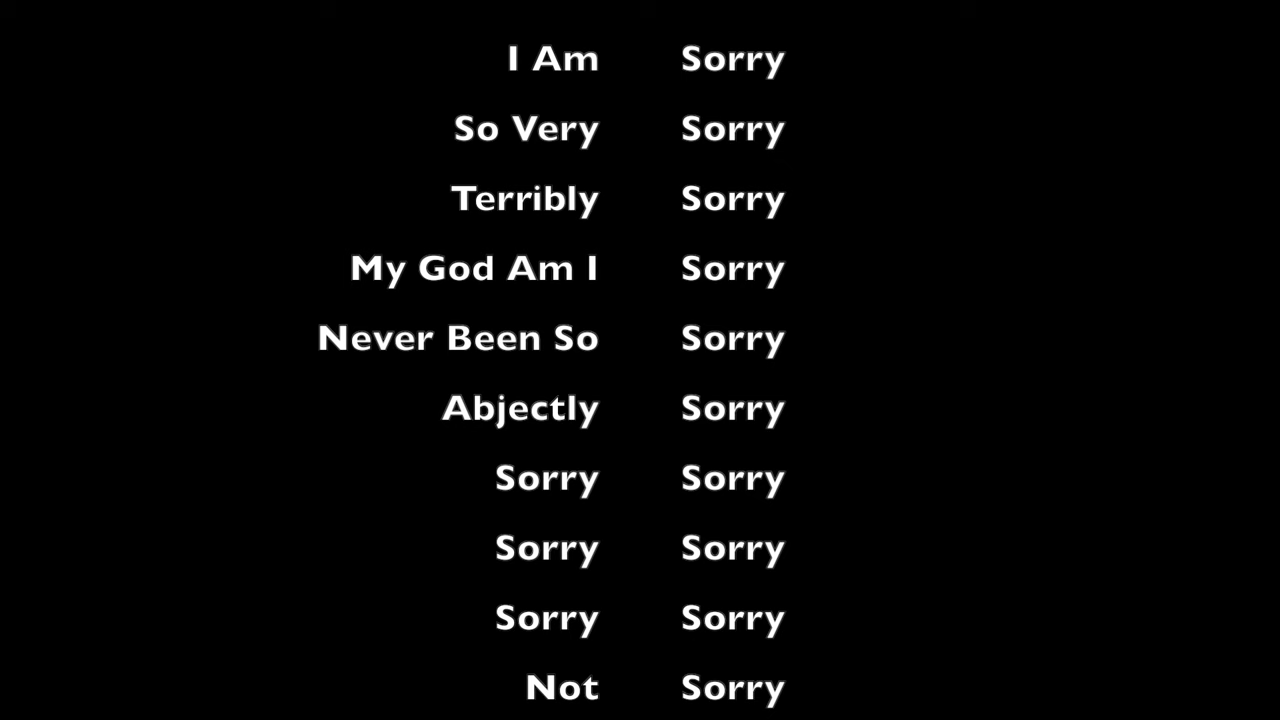 I Am Sorry
So Very Sorry
Terribly Sorry
My God Am I Sorry
Never Been So Sorry
Abjectly Sorry
Sorry Sorry
Sorry Sorry
Sorry Sorry
Not Sorry